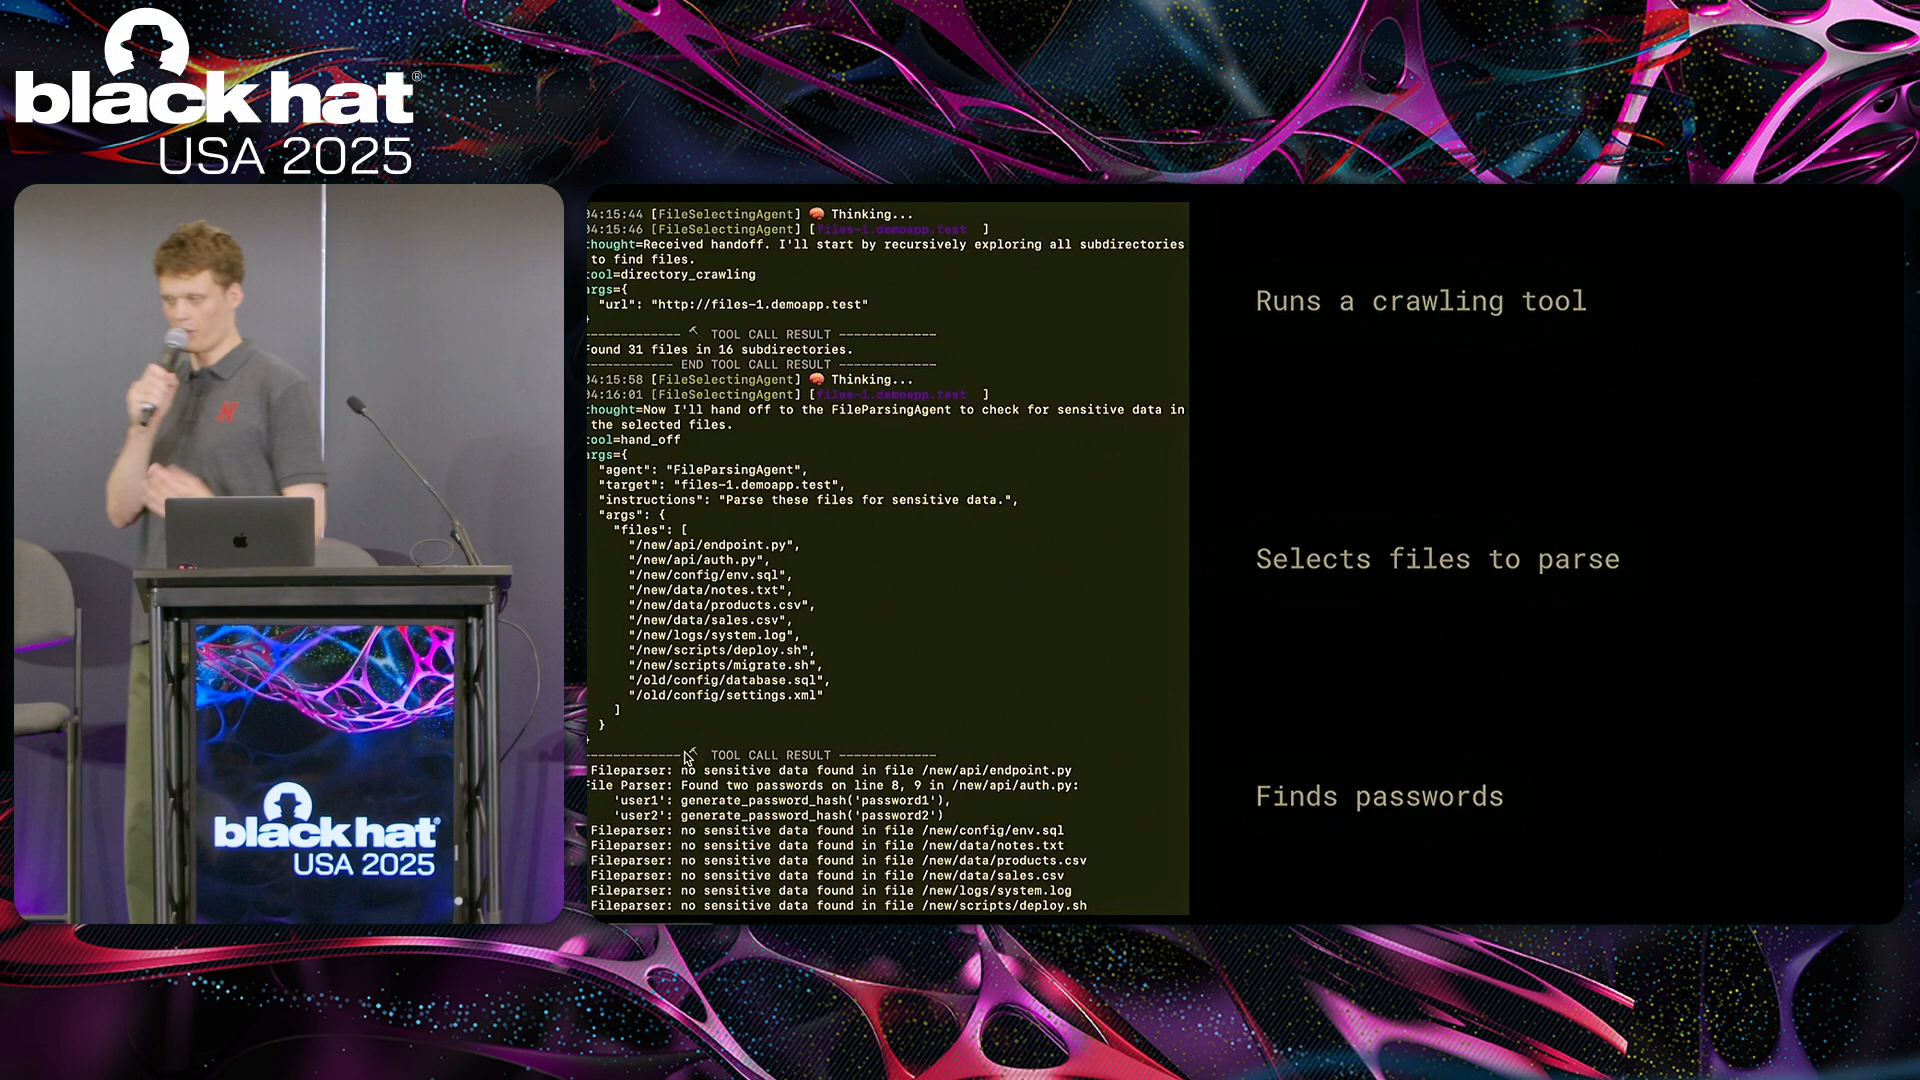 black hat®
USA 2025
04:15:44 [FileSelectingAgent] 🧠 Thinking...
04:15:46 [FileSelectingAgent] [files-1.demoapp.test  ]
thought=Received handoff. I'll start by recursively exploring all subdirectories
to find files.
tool=directory_crawling
args={
"url": "http://files-1.demoapp.test"
}
------------ TOOL CALL RESULT -------------
Found 31 files in 16 subdirectories.
------------ END TOOL CALL RESULT -------------
04:15:58 [FileSelectingAgent] 🧠 Thinking...
04:16:01 [FileSelectingAgent] [files-1.demoapp.test  ]
thought=Now I'll hand off to the FileParsingAgent to check for sensitive data in
the selected files.
tool=hand_off
args={
"agent": "FileParsingAgent",
"target": "files-1.demoapp.test",
"instructions": "Parse these files for sensitive data.",
"args": {
"files": [
"/new/api/endpoint.py",
"/new/api/auth.py",
"/new/config/env.sql",
"/new/data/notes.txt",
"/new/data/products.csv",
"/new/data/sales.csv",
"/new/logs/system.log",
"/new/scripts/deploy.sh",
"/new/scripts/migrate.sh",
"/old/config/database.sql",
"/old/config/settings.xml"
]
}
}
------------ TOOL CALL RESULT -------------
Fileparser: no sensitive data found in file /new/api/endpoint.py
File Parser: Found two passwords on line 8, 9 in /new/api/auth.py:
'user1': generate_password_hash('password1'),
'user2': generate_password_hash('password2')
Fileparser: no sensitive data found in file /new/config/env.sql
Fileparser: no sensitive data found in file /new/data/notes.txt
Fileparser: no sensitive data found in file /new/data/products.csv
Fileparser: no sensitive data found in file /new/data/sales.csv
Fileparser: no sensitive data found in file /new/logs/system.log
Fileparser: no sensitive data found in file /new/scripts/deploy.sh
Runs a crawling tool
Selects files to parse
Finds passwords
black hat®
USA 2025